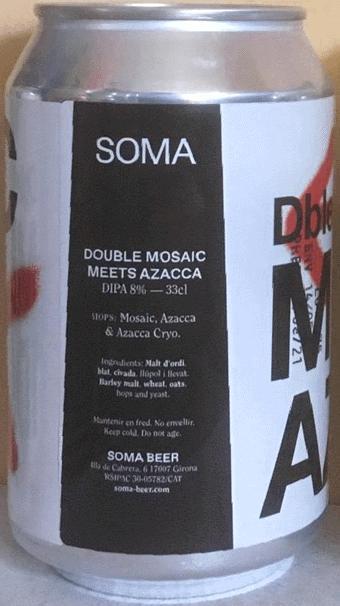 SOMA
DOUBLE MOSAIC
MEETS AZACCA
DIPA 8% — 33cl
HOPS: Mosaic, Azacca
& Azacca Cryo.
Ingredients: Malt d'ordi,
blat, civada, llúpol i llevat.
Barley malt, wheat, oats,
hops and yeast.
Mantenir en fred. No envellir.
Keep cold. Do not age.
SOMA BEER
Illa de Cabrera, 6 17007 Girona
RSIPAC 30-05782/CAT
soma-beer.com
Dble
M
AZ